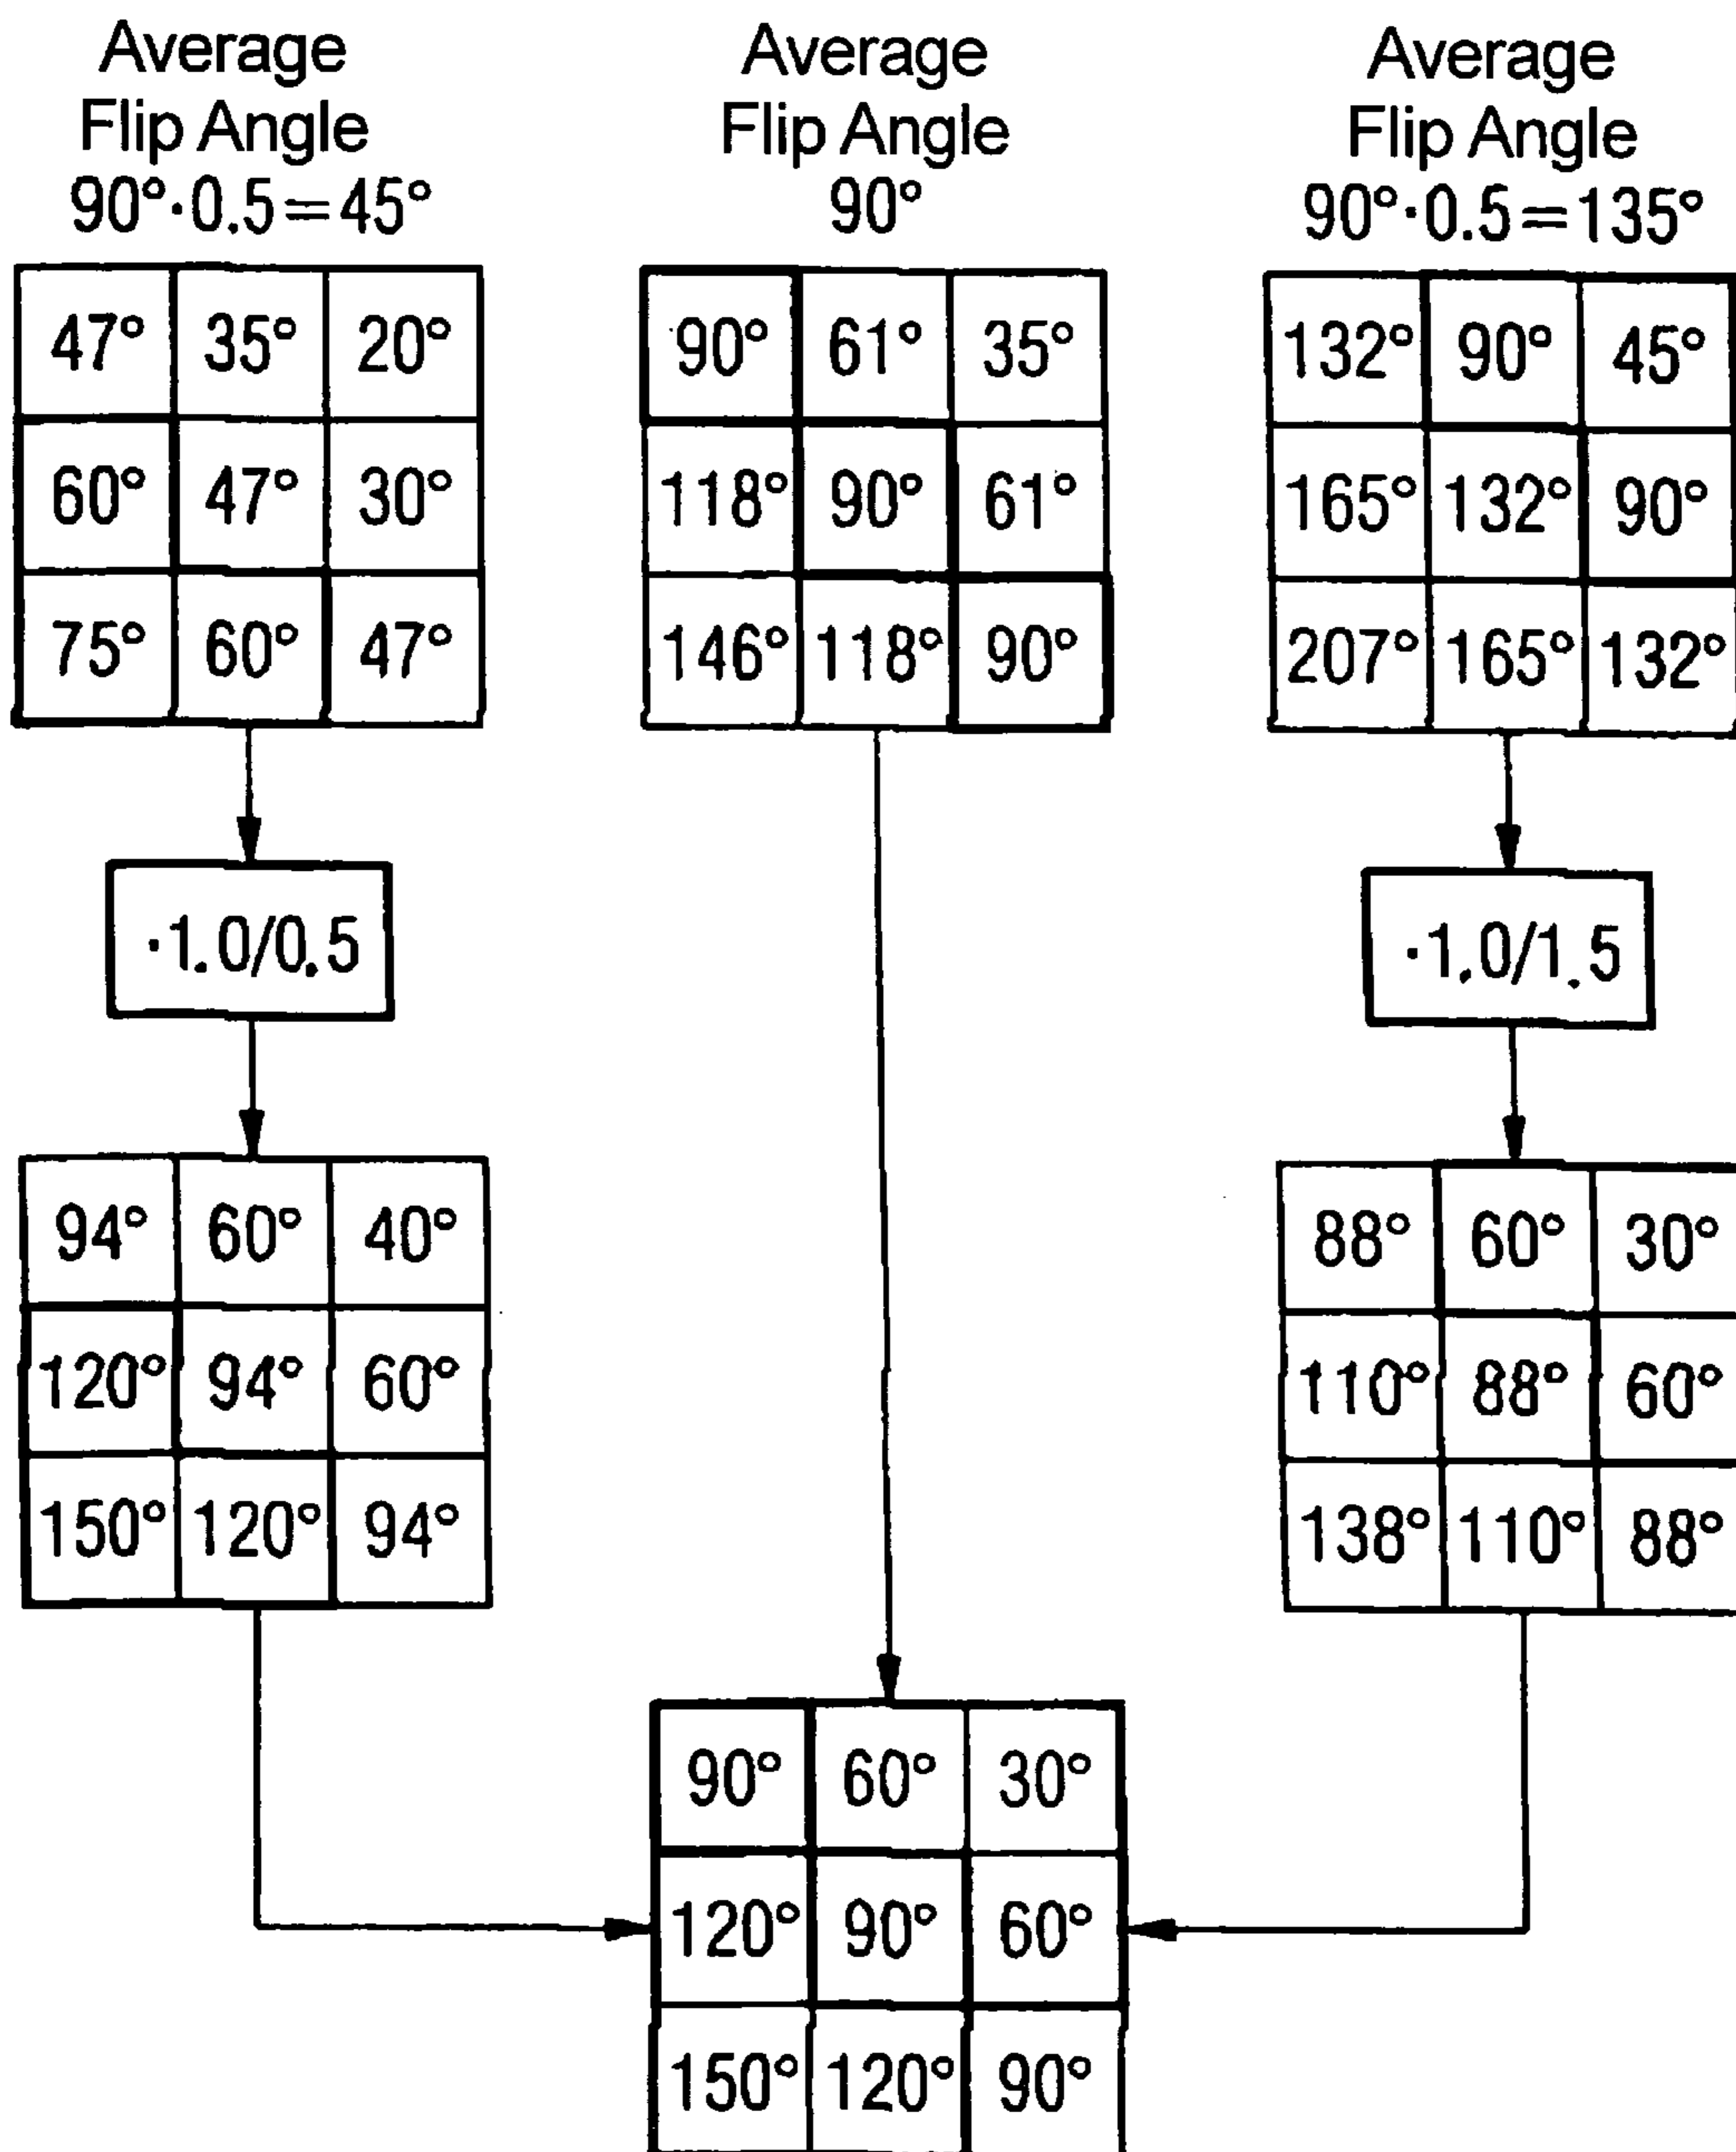 Average
Flip Angle
90°·0.5=45°
Average
Flip Angle
90°
Average
Flip Angle
90°·0.5=135°
47° 35° 20°
60° 47° 30°
75° 60° 47°
90° 61° 35°
118° 90° 61°
146° 118° 90°
132° 90° 45°
165° 132° 90°
207° 165° 132°
·1.0/0.5
·1.0/1.5
94° 60° 40°
120° 94° 60°
150° 120° 94°
88° 60° 30°
110° 88° 60°
138° 110° 88°
90° 60° 30°
120° 90° 60°
150° 120° 90°